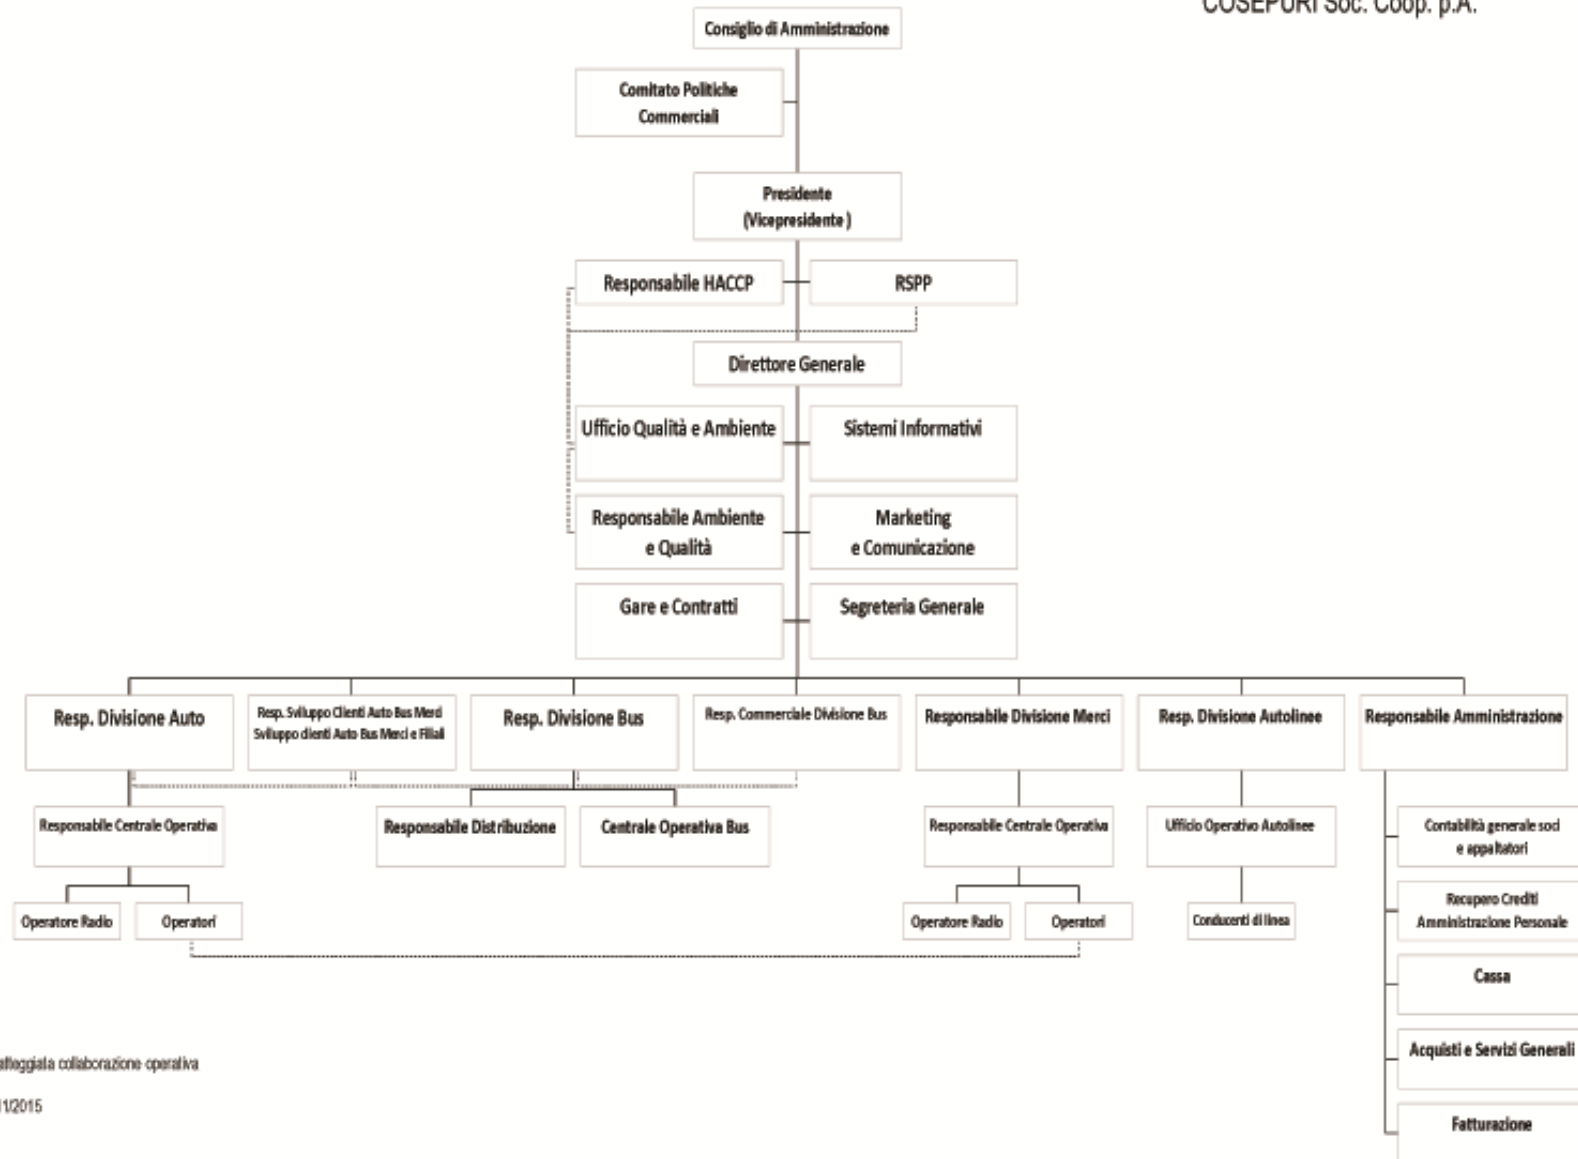 COSEPURI Soc. Coop. p.A.
Consiglio di Amministrazione
Comitato Politiche
Commerciali
Presidente
(Vicepresidente )
Responsabile HACCP
RSPP
Direttore Generale
Ufficio Qualità e Ambiente
Sistemi Informativi
Responsabile Ambiente
e Qualità
Marketing
e Comunicazione
Gare e Contratti
Segreteria Generale
Resp. Divisione Auto
Resp. Sviluppo Clienti Auto Bus Merci
Sviluppo clienti Auto Bus Merci e Filiali
Resp. Divisione Bus
Resp. Commerciale Divisione Bus
Responsabile Divisione Merci
Resp. Divisione Autolinee
Responsabile Amministrazione
Responsabile Centrale Operativa
Responsabile Distribuzione
Centrale Operativa Bus
Responsabile Centrale Operativa
Ufficio Operativo Autolinee
Contabilità generale soci
e appaltatori
Operatore Radio
Operatori
Operatore Radio
Operatori
Conducenti di linea
Recupero Crediti
Amministrazione Personale
Cassa
Acquisti e Servizi Generali
Fatturazione
atteggiata collaborazione operativa
11/2015